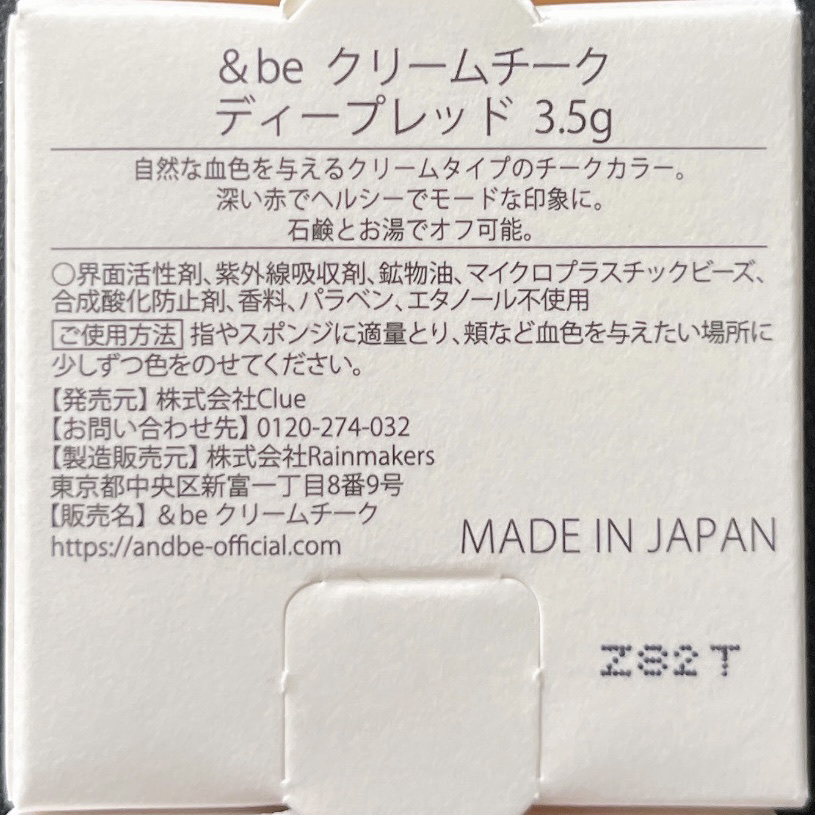 &be クリームチーク
ディープレッド 3.5g
自然な血色を与えるクリームタイプのチークカラー。
深い赤でヘルシーでモードな印象に。
石鹸とお湯でオフ可能。
○界面活性剤、紫外線吸収剤、鉱物油、マイクロプラスチックビーズ、
合成酸化防止剤、香料、パラベン、エタノール不使用
ご使用方法 指やスポンジに適量とり、頬など血色を与えたい場所に
少しずつ色をのせてください。
【発売元】株式会社Clue
【お問い合わせ先】0120-274-032
【製造販売元】株式会社Rainmakers
東京都中央区新富一丁目8番9号
【販売名】&be クリームチーク
https://andbe-official.com
MADE IN JAPAN
Z82T